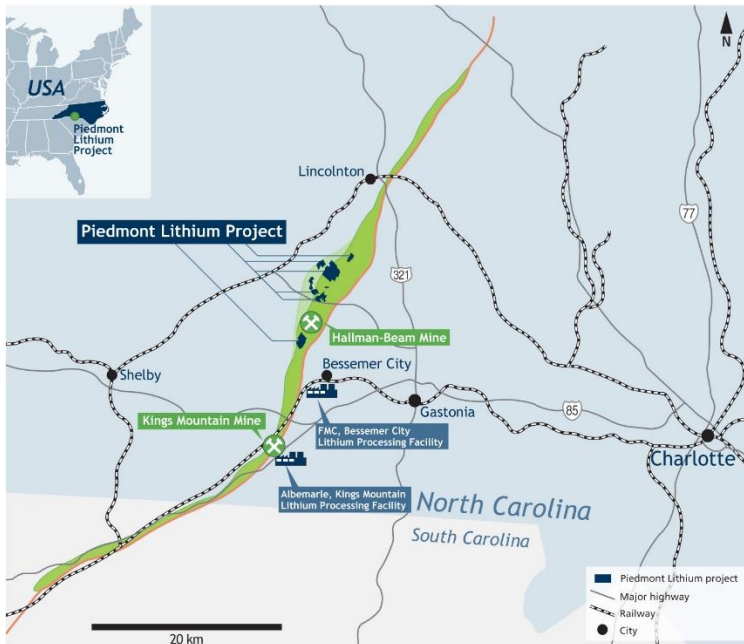 USA
Piedmont
Lithium
Project
N
Lincolnton
77
Piedmont Lithium Project
321
Hallman-Beam Mine
Shelby
Bessemer City
Kings Mountain Mine
Gastonia
85
FMC, Bessemer City
Lithium Processing Facility
Charlotte
Albemarle, Kings Mountain
Lithium Processing Facility
North Carolina
South Carolina
Piedmont Lithium project
Major highway
Railway
City
20 km